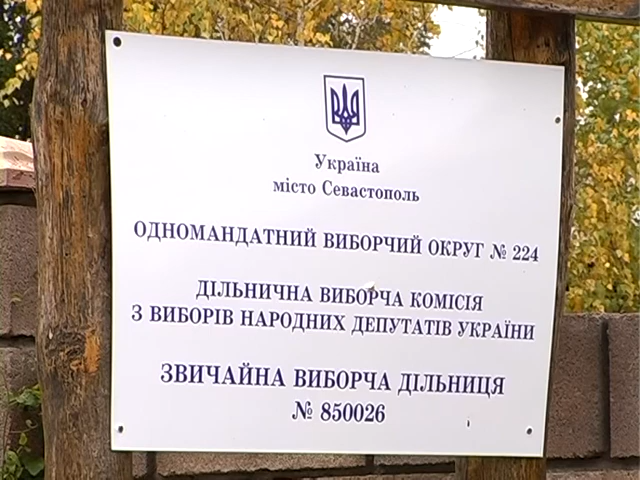 Україна
місто Севастополь
ОДНОМАНДАТНИЙ ВИБОРЧИЙ ОКРУГ № 224
ДІЛЬНИЧНА ВИБОРЧА КОМІСІЯ
З ВИБОРІВ НАРОДНИХ ДЕПУТАТІВ УКРАЇНИ
ЗВИЧАЙНА ВИБОРЧА ДІЛЬНИЦЯ
№ 850026